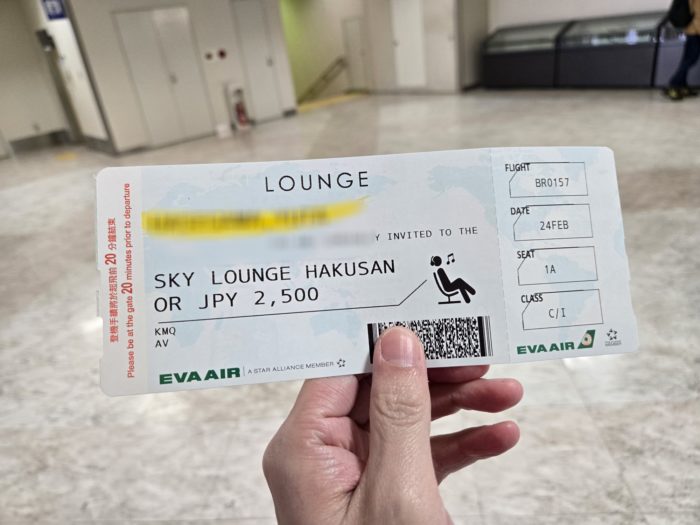 LOUNGE
Y INVITED TO THE
SKY LOUNGE HAKUSAN
OR JPY 2,500
KMQ
AV
EVA AIR
A STAR ALLIANCE MEMBER
登機手續將於起飛前 20 分鐘結束
Please be at the gate 20 minutes prior to departure
FLIGHT
BR0157
DATE
24FEB
SEAT
1A
CLASS
C/I
EVA AIR